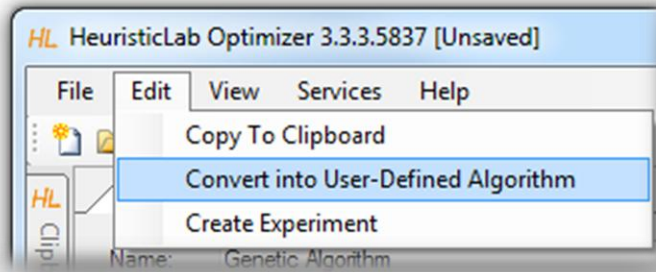 HL HeuristicLab Optimizer 3.3.3.5837 [Unsaved]
File Edit View Services Help
Copy To Clipboard
Convert into User-Defined Algorithm
Create Experiment
HL
Clipb
Name: Genetic Algorithm